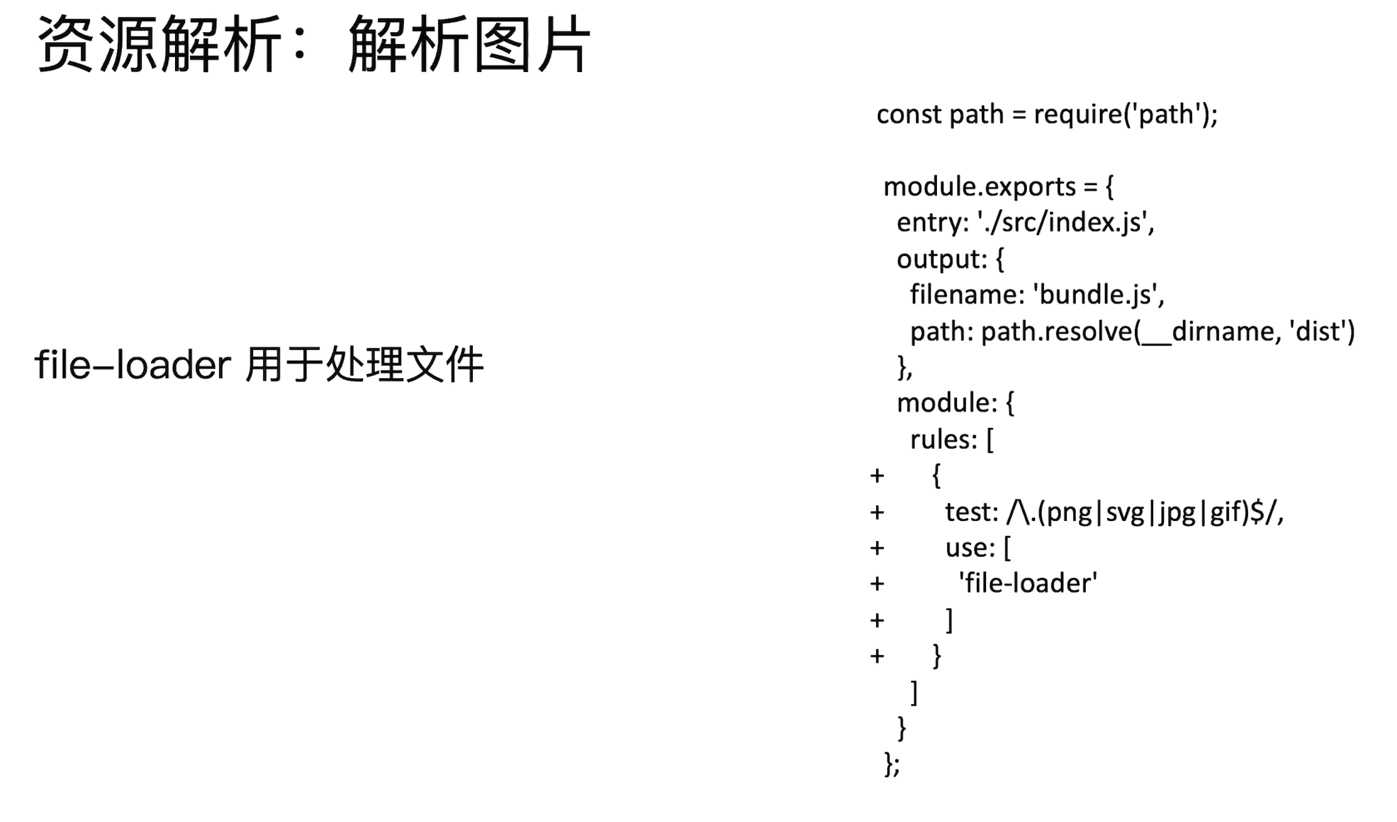 资源解析：解析图片
file-loader 用于处理文件
const path = require('path');
module.exports = {
  entry: './src/index.js',
  output: {
    filename: 'bundle.js',
    path: path.resolve(__dirname, 'dist')
  },
  module: {
    rules: [
+      {
+        test: /\.(png|svg|jpg|gif)$/,
+        use: [
+          'file-loader'
+        ]
+      }
    ]
  }
};